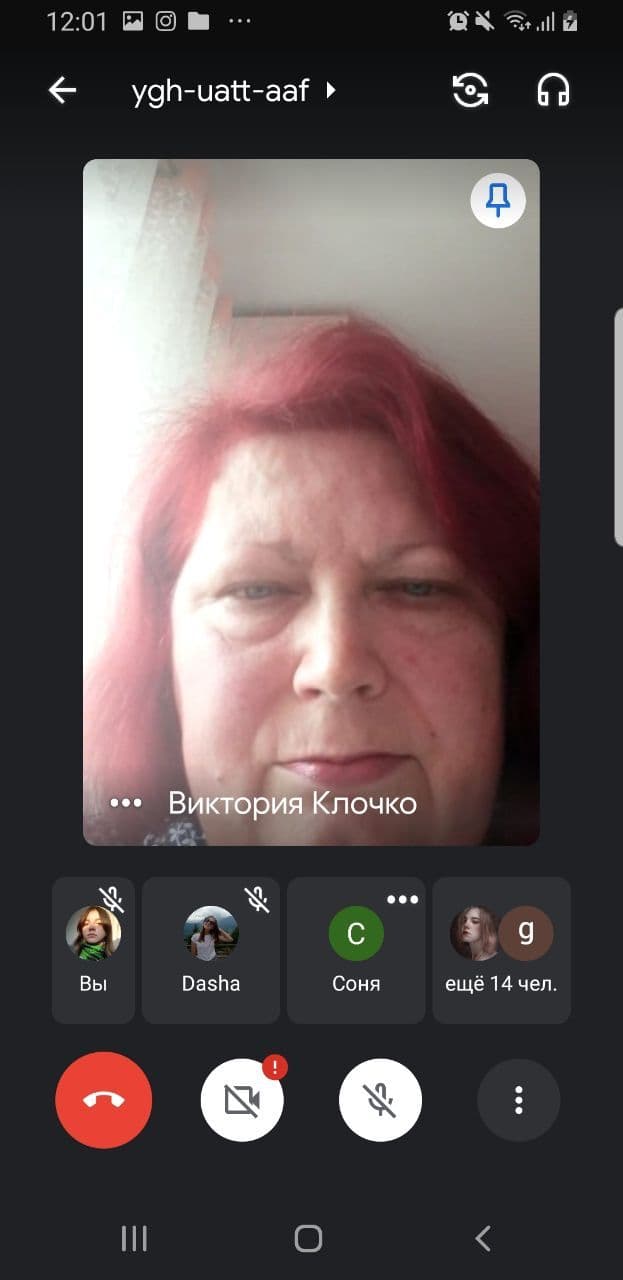 12:01
ygh-uatt-aaf
Виктория Клочко
Вы
Dasha
С
Соня
g
ещё 14 чел.